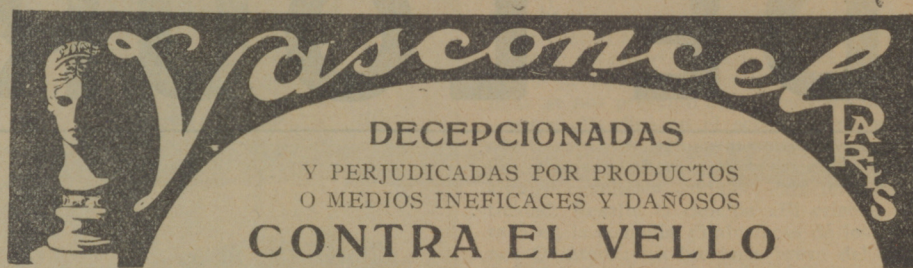 Vasconcel
PARIS
DECEPCIONADAS
Y PERJUDICADAS POR PRODUCTOS
O MEDIOS INEFICACES Y DAÑOSOS
CONTRA EL VELLO